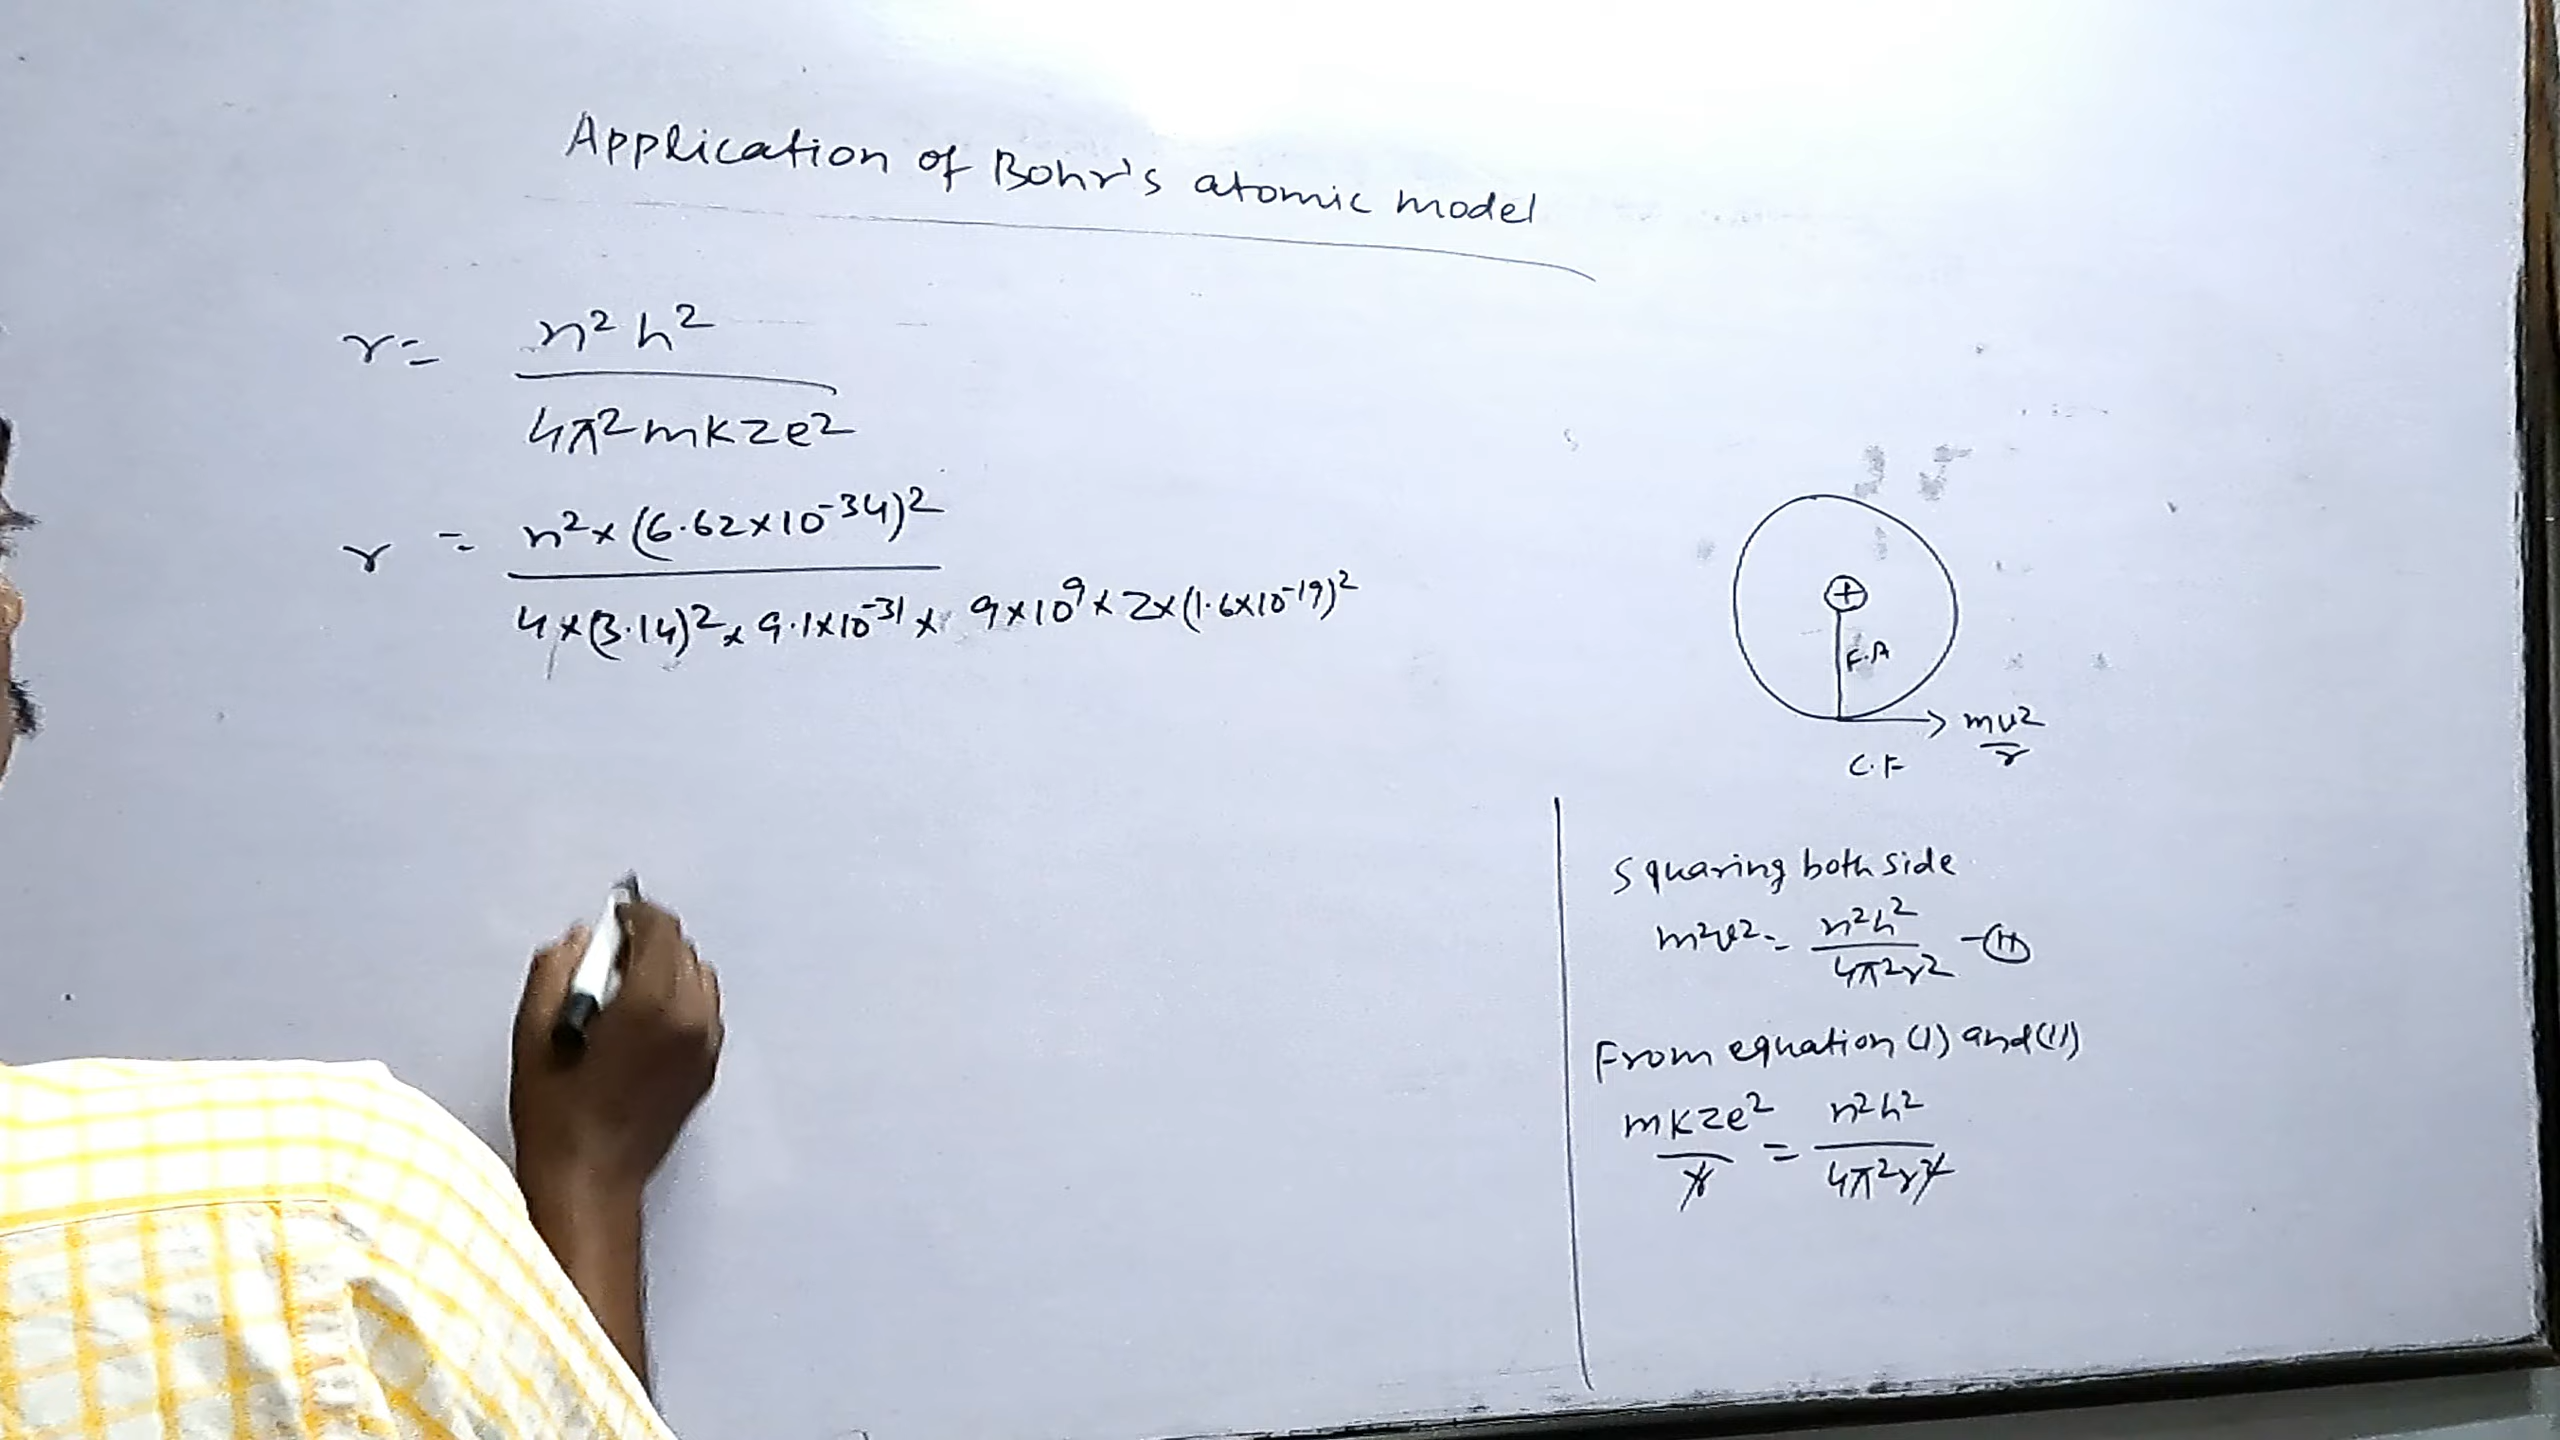 Application of Bohr's atomic model
r = n²h² / 4π²mkze²
r = n²×(6.62×10⁻³⁴)² / 4×(3.14)²×9.1×10⁻³¹× 9×10⁹×z×(1.6×10⁻¹⁹)²
+
F.A
mv²/r
C.F
Squaring both side
m²v² = n²h² / 4π²r² -(II)
From equation (I) and (II)
mkze² / r = n²h² / 4π²r²